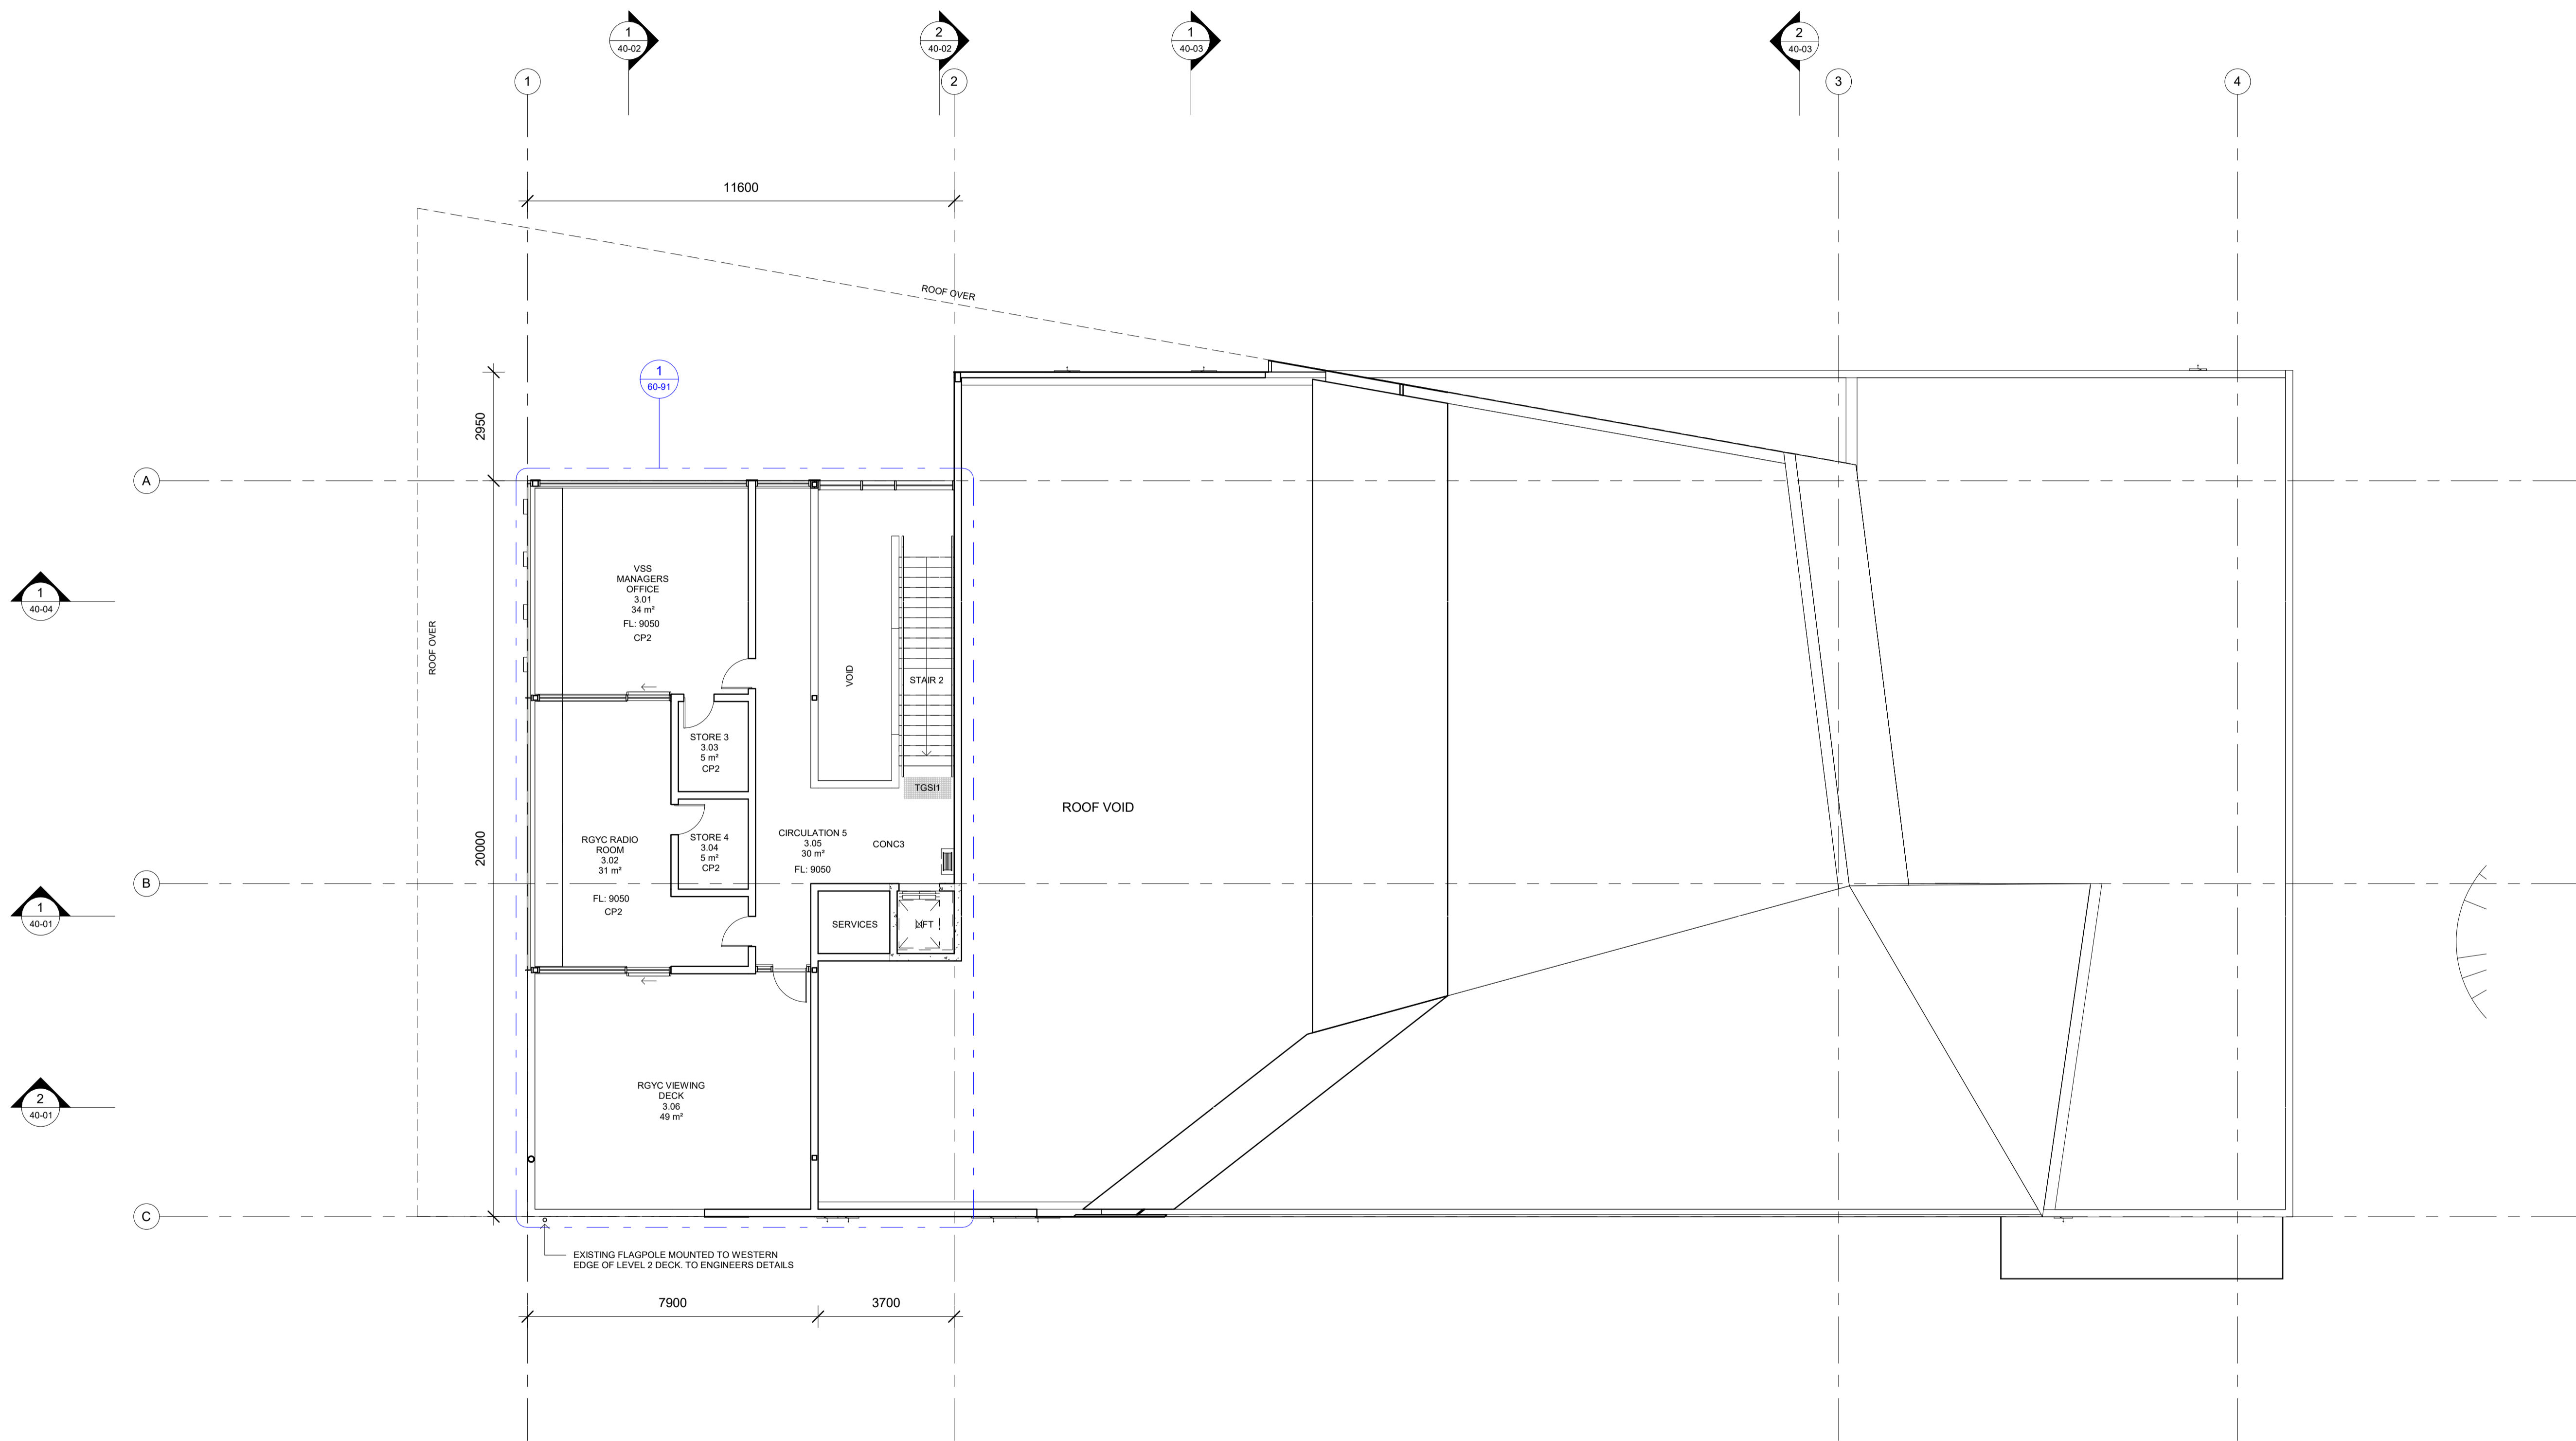 1
40-02
2
40-02
1
40-03
2
40-03
1
2
3
4
11600
ROOF OVER
1
60-91
2950
A
1
40-04
ROOF OVER
VSS
MANAGERS
OFFICE
3.01
34 m²
FL: 9050
CP2
VOID
STAIR 2
STORE 3
3.03
5 m²
CP2
TGSI1
ROOF VOID
20000
RGYC RADIO
ROOM
3.02
31 m²
FL: 9050
CP2
STORE 4
3.04
5 m²
CP2
CIRCULATION 5
3.05
30 m²
FL: 9050
CONC3
B
1
40-01
SERVICES
LIFT
RGYC VIEWING
DECK
3.06
49 m²
2
40-01
C
EXISTING FLAGPOLE MOUNTED TO WESTERN
EDGE OF LEVEL 2 DECK. TO ENGINEERS DETAILS
7900
3700